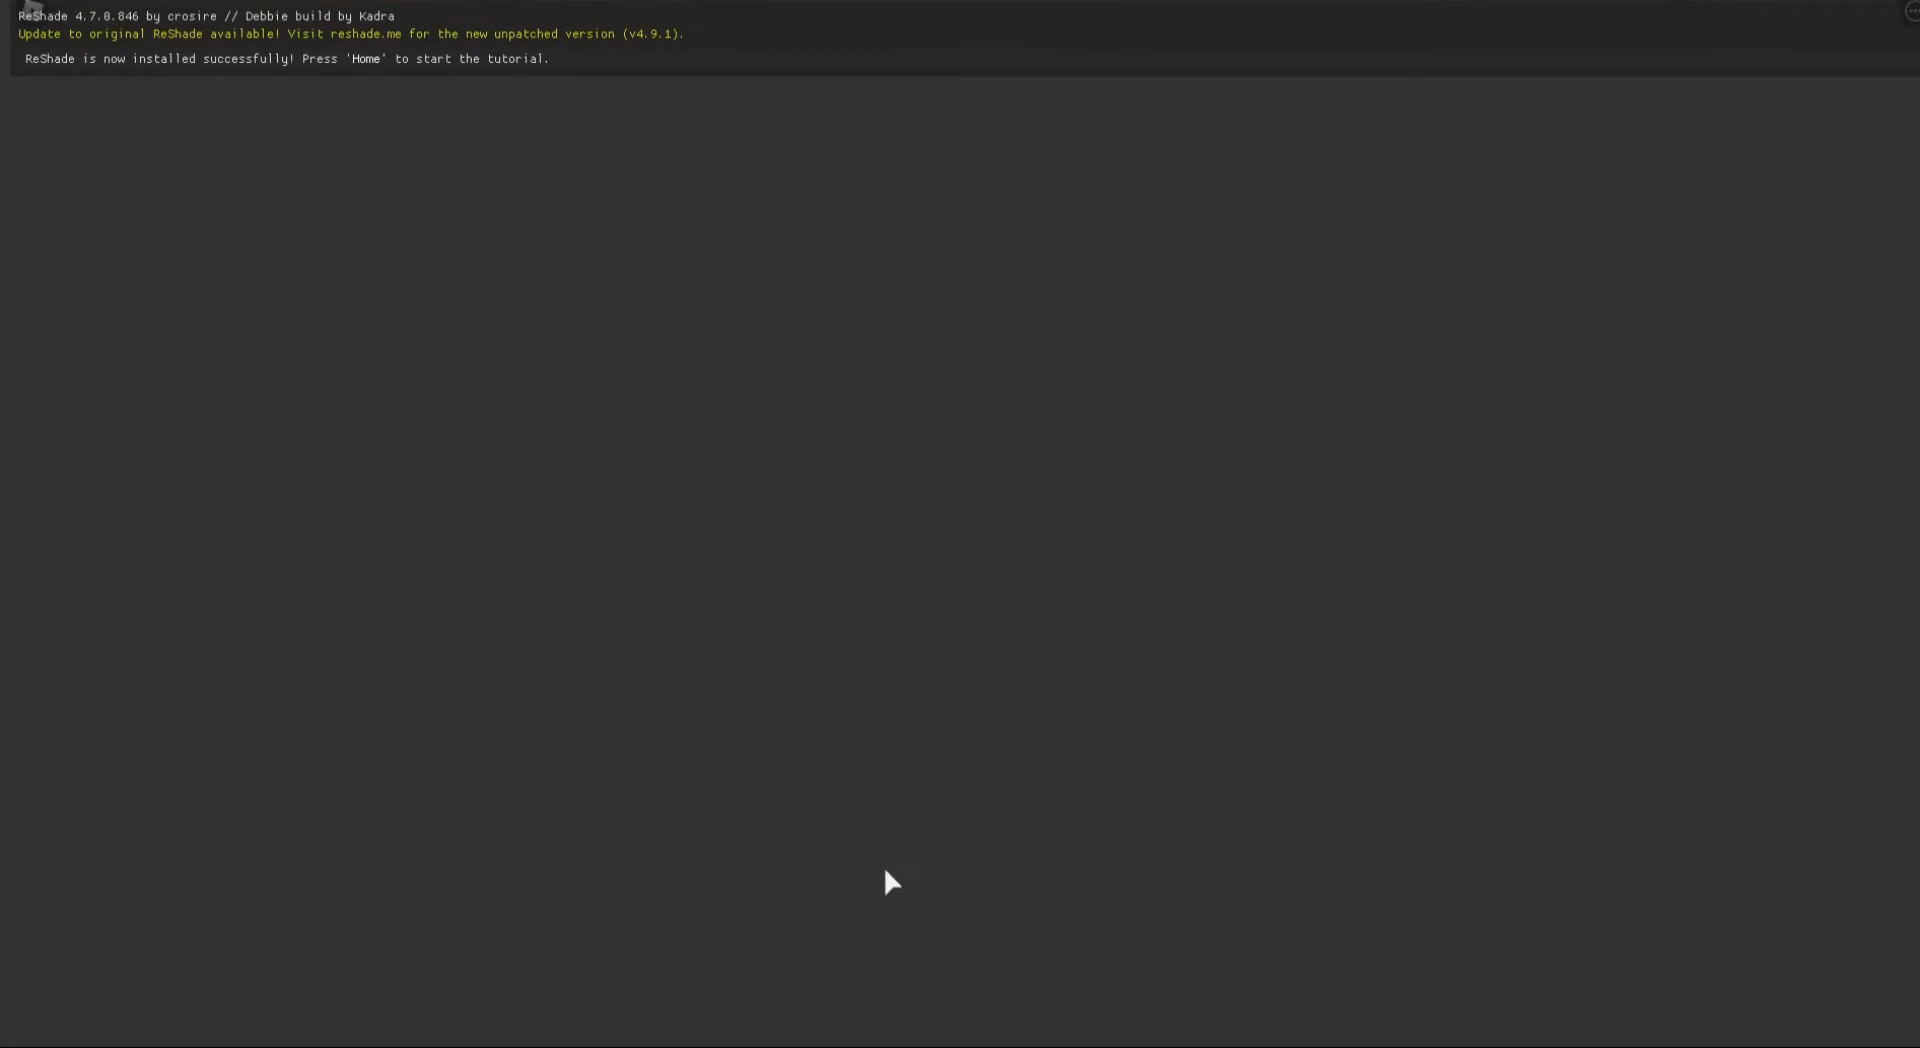 ReShade 4.7.0.846 by crosire // Debbie build by Kadra
Update to original ReShade available! Visit reshade.me for the new unpatched version (v4.9.1).
ReShade is now installed successfully! Press 'Home' to start the tutorial.